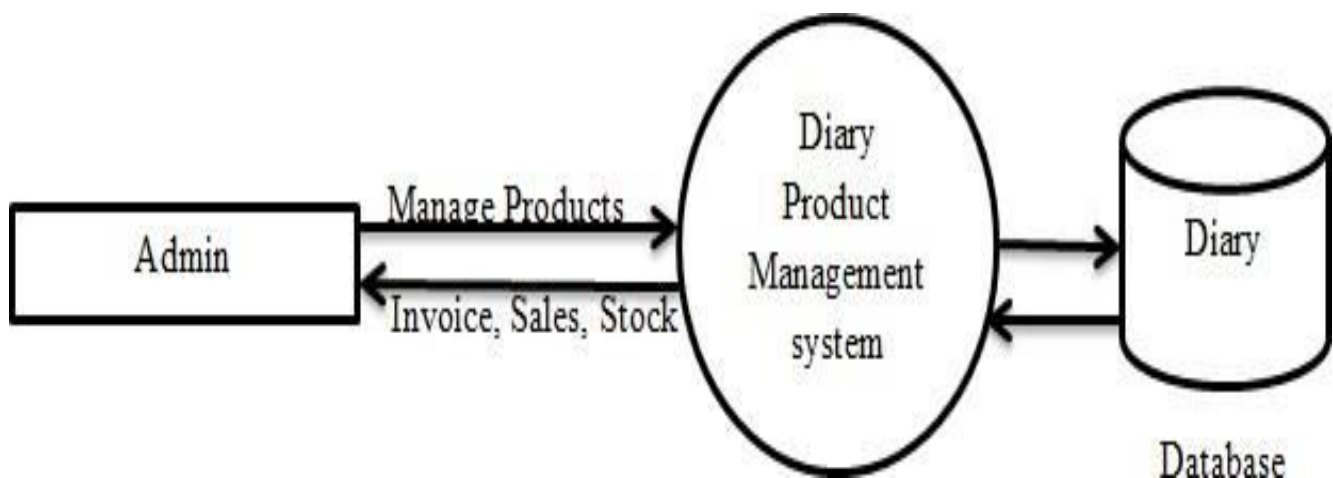 Admin
Manage Products
Invoice, Sales, Stock
Diary
Product
Management
system
Diary
Database